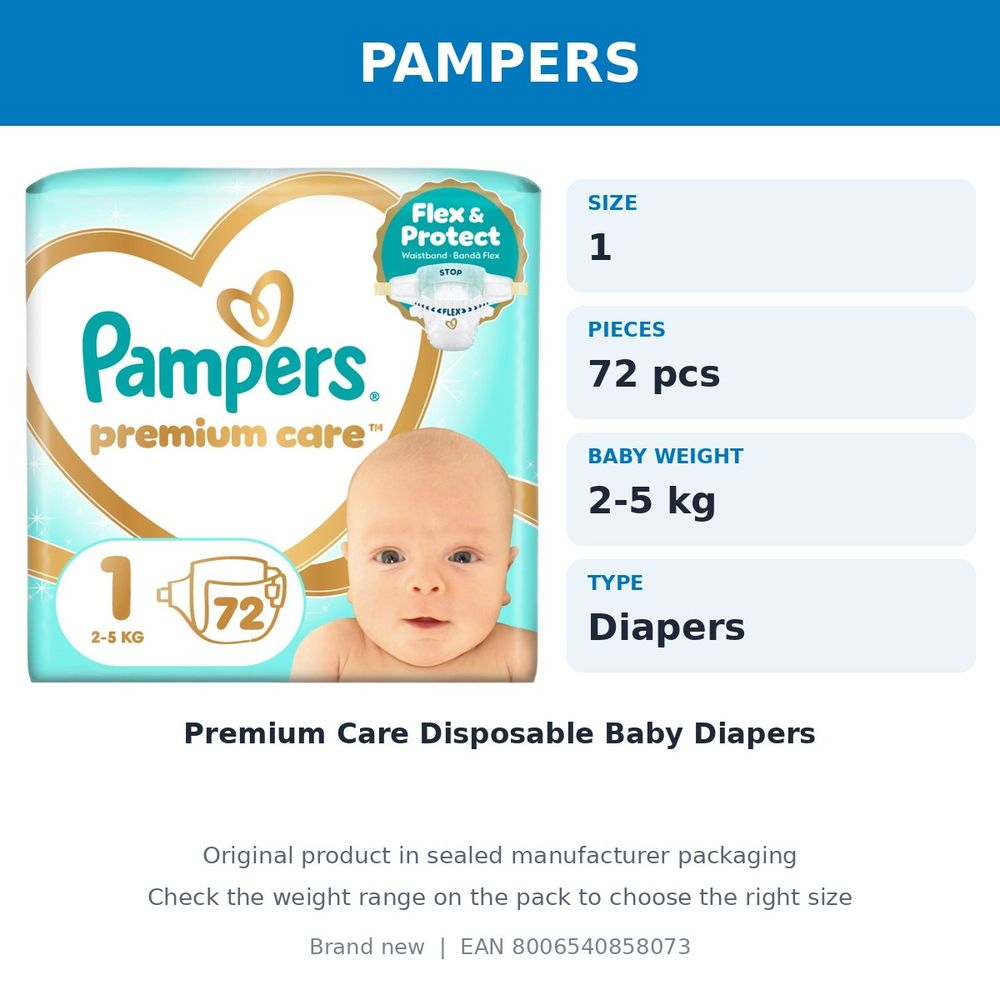 PAMPERS
Flex &
Protect
Waistband · Bandă Flex
STOP
FLEX
Pampers®
premium care™
1
2-5 KG
72
SIZE
1
PIECES
72 pcs
BABY WEIGHT
2-5 kg
TYPE
Diapers
Premium Care Disposable Baby Diapers
Original product in sealed manufacturer packaging
Check the weight range on the pack to choose the right size
Brand new | EAN 8006540858073